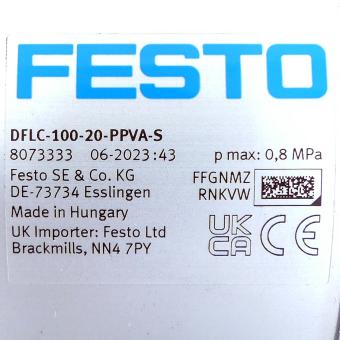 FESTO
DFLC-100-20-PPVA-S
8073333 06-2023:43 p max: 0,8 MPa
Festo SE & Co. KG FFGNMZ
DE-73734 Esslingen RNKVW
Made in Hungary
UK Importer: Festo Ltd
Brackmills, NN4 7PY
UK
CA
CE